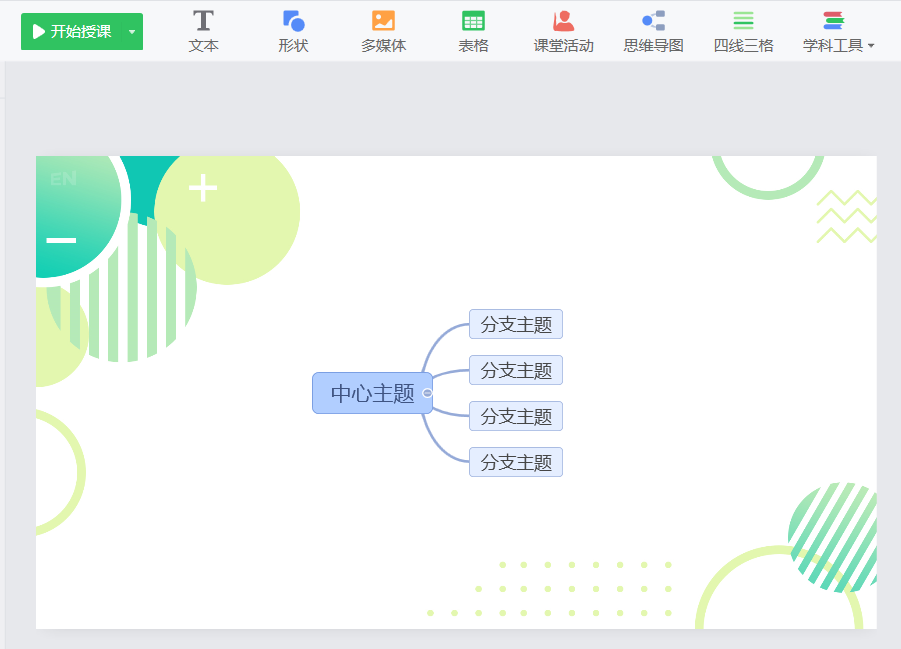 开始授课
文本
形状
多媒体
表格
课堂活动
思维导图
四线三格
学科工具
EN
中心主题
分支主题
分支主题
分支主题
分支主题